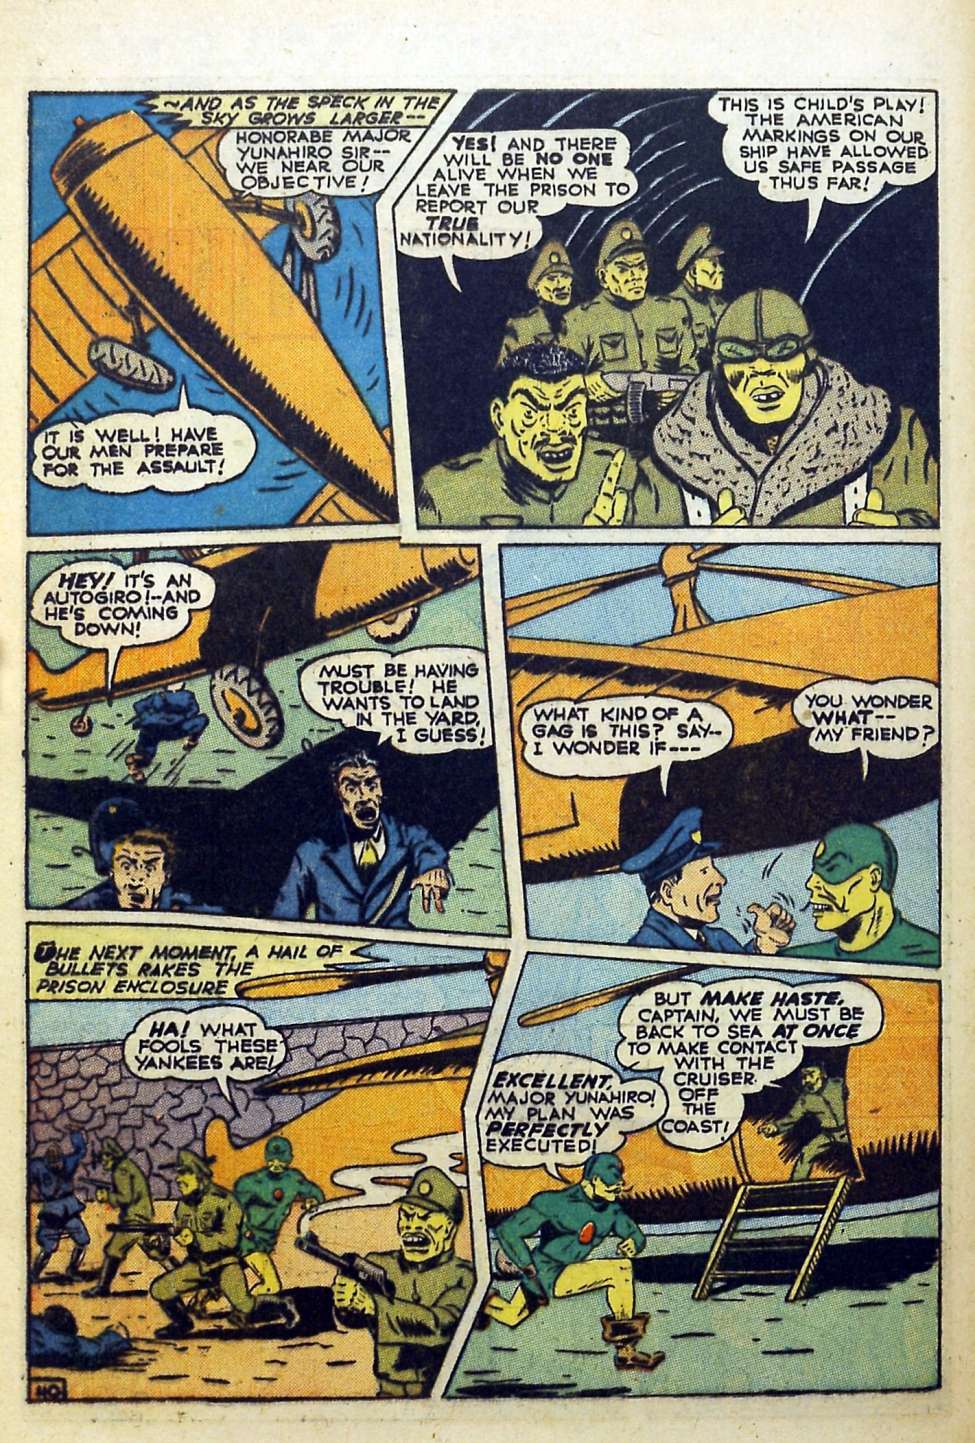 ~AND AS THE SPECK IN THE
SKY GROWS LARGER--
HONORABE MAJOR
YUNAHIRO SIR--
WE NEAR OUR
OBJECTIVE!
IT IS WELL! HAVE
OUR MEN PREPARE
FOR THE ASSAULT!
YES! AND THERE
WILL BE NO ONE
ALIVE WHEN WE
LEAVE THE PRISON TO
REPORT OUR
TRUE
NATIONALITY!
THIS IS CHILD'S PLAY!
THE AMERICAN
MARKINGS ON OUR
SHIP HAVE ALLOWED
US SAFE PASSAGE
THUS FAR!
HEY! IT'S AN
AUTOGIRO!--AND
HE'S COMING
DOWN!
MUST BE HAVING
TROUBLE! HE
WANTS TO LAND
IN THE YARD,
I GUESS!
WHAT KIND OF A
GAG IS THIS? SAY--
I WONDER IF---
YOU WONDER
WHAT--
MY FRIEND?
THE NEXT MOMENT, A HAIL OF
BULLETS RAKES THE
PRISON ENCLOSURE
HA! WHAT
FOOLS THESE
YANKEES ARE!
40
EXCELLENT,
MAJOR YUNAHIRO!
MY PLAN WAS
PERFECTLY
EXECUTED!
BUT MAKE HASTE,
CAPTAIN, WE MUST BE
BACK TO SEA AT ONCE
TO MAKE CONTACT
WITH THE
CRUISER
OFF
THE
COAST!